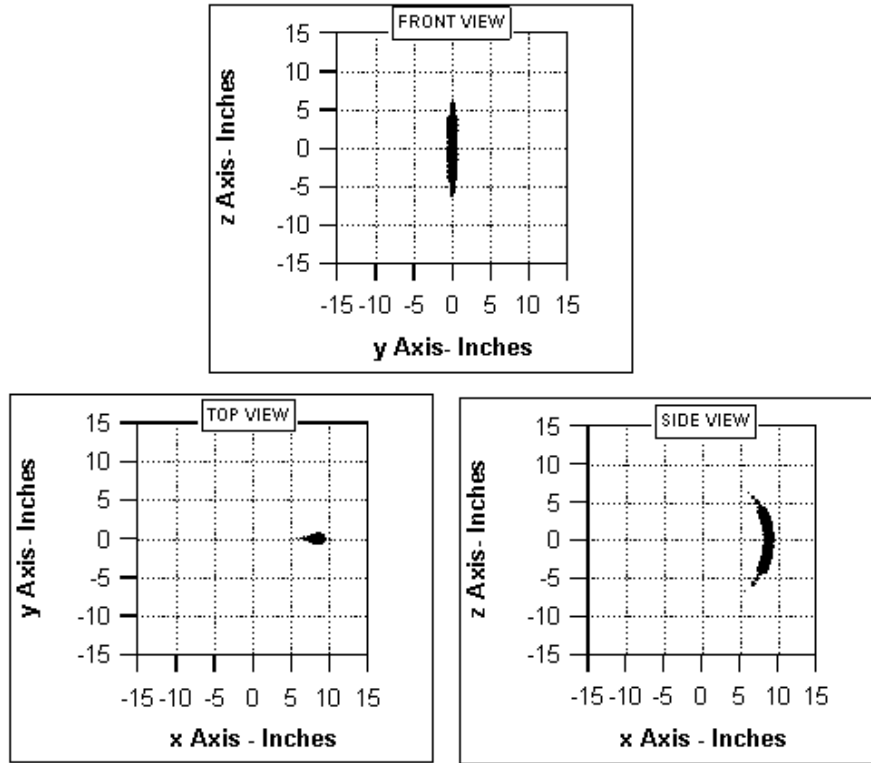 FRONT VIEW
z Axis- Inches
15
10
5
0
-5
-10
-15
-15 -10 -5 0 5 10 15
y Axis- Inches
TOP VIEW
y Axis- Inches
15
10
5
0
-5
-10
-15
-15 -10 -5 0 5 10 15
x Axis - Inches
SIDE VIEW
z Axis- Inches
15
10
5
0
-5
-10
-15
-15 -10 -5 0 5 10 15
x Axis - Inches